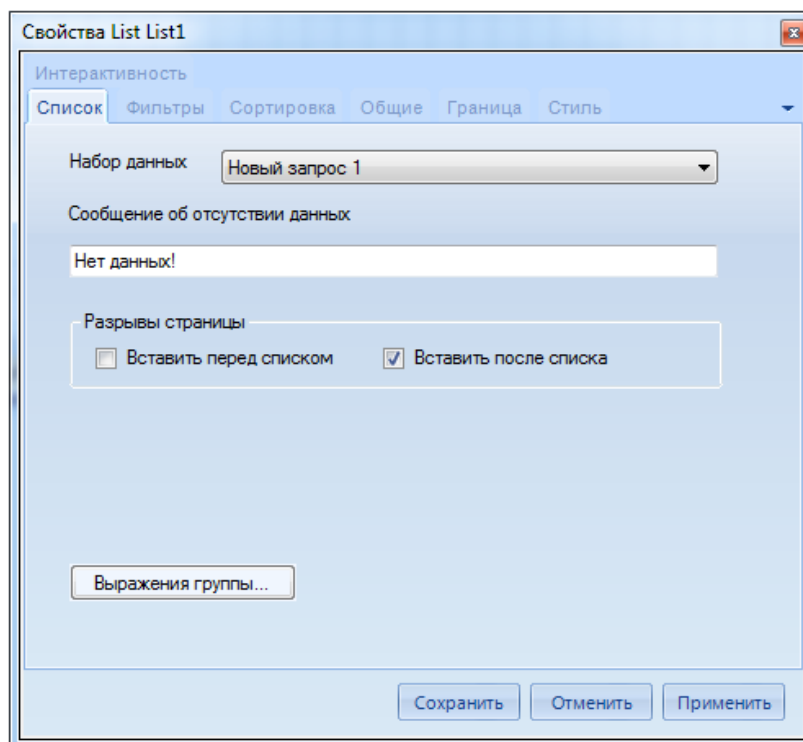 Свойства List List1
Интерактивность
Список Фильтры Сортировка Общие Граница Стиль
Набор данных Новый запрос 1
Сообщение об отсутствии данных
Нет данных!
Разрывы страницы
Вставить перед списком Вставить после списка
Выражения группы...
Сохранить Отменить Применить